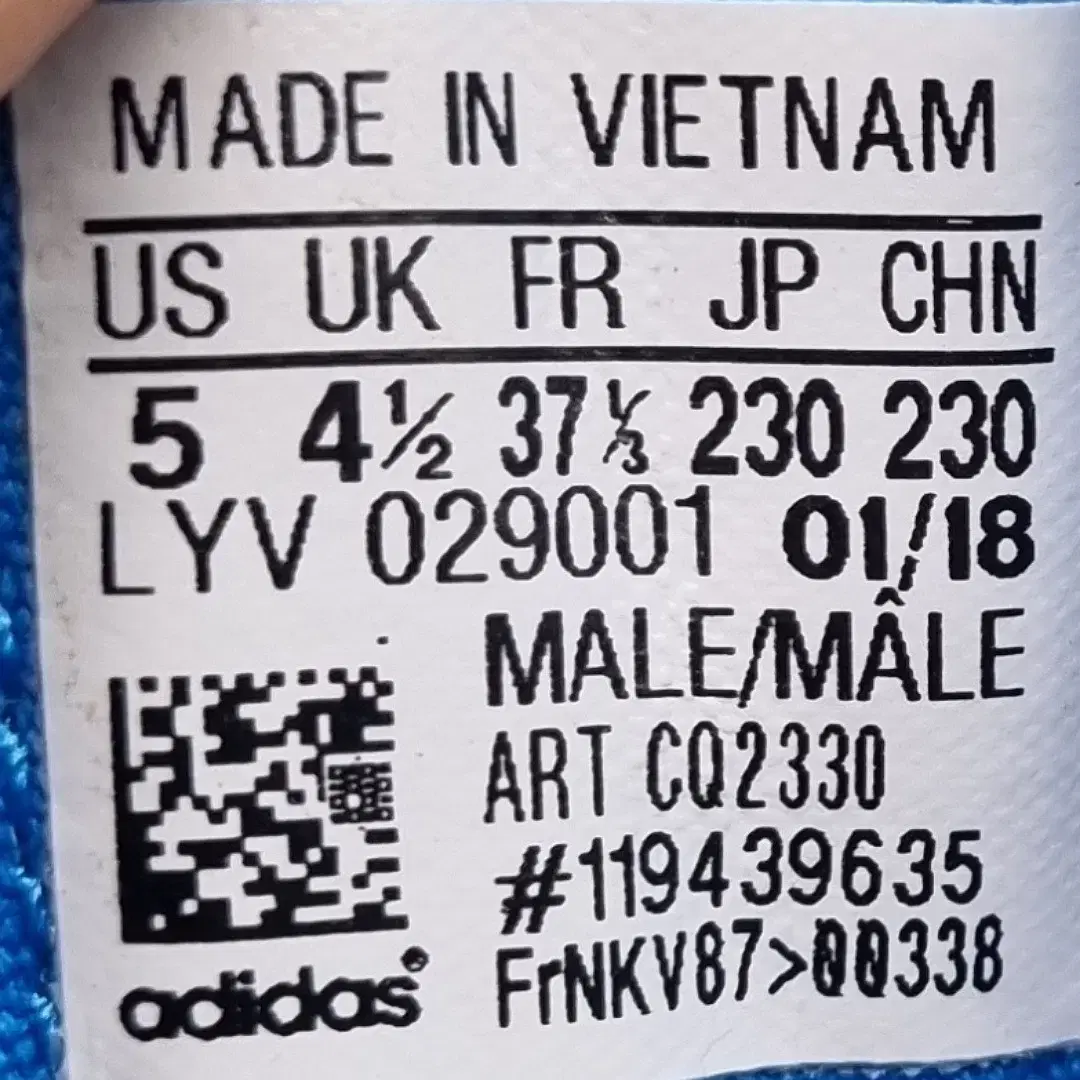 MADE IN VIETNAM
US UK FR JP CHN
5 4½ 37⅓ 230 230
LYV 029001 01/18
MALE/MÂLE
ART CQ2330
#119439635
FrNKV87>00338
adidas®